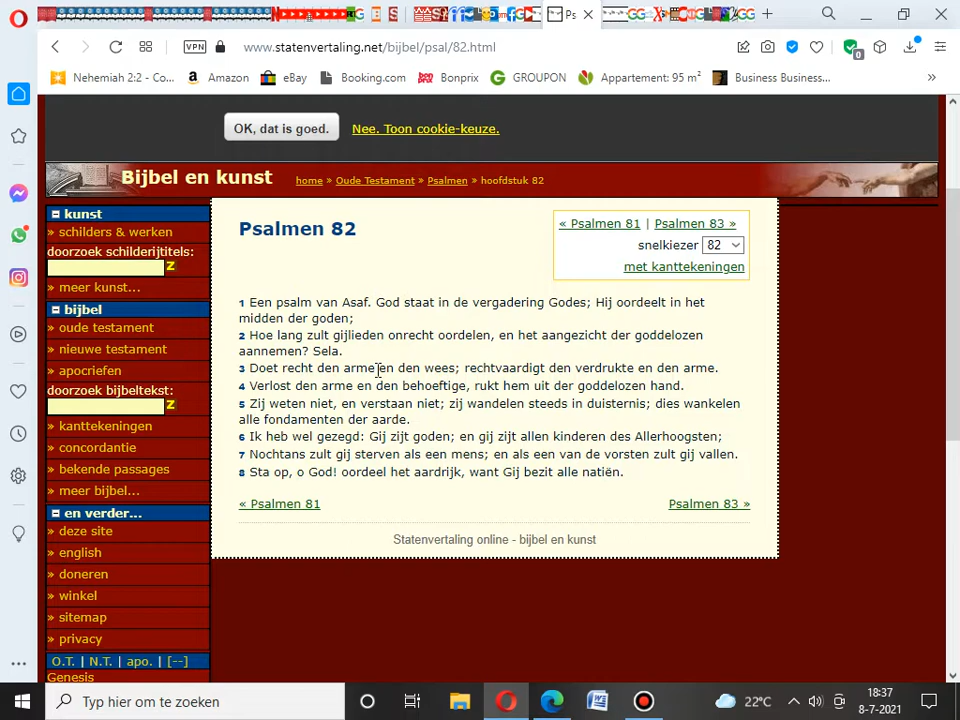 Ps
www.statenvertaling.net/bijbel/psal/82.html
VPN
0
Nehemiah 2:2 - Co...
Amazon
eBay
Booking.com
Bonprix
GROUPON
Appartement: 95 m²
Business Business...
OK, dat is goed.
Nee. Toon cookie-keuze.
Bijbel en kunst
home » Oude Testament » Psalmen » hoofdstuk 82
kunst
» schilders & werken
doorzoek schilderijtitels:
Z
» meer kunst...
bijbel
» oude testament
» nieuwe testament
» apocriefen
doorzoek bijbeltekst:
Z
» kanttekeningen
» concordantie
» bekende passages
» meer bijbel...
en verder...
» deze site
» english
» doneren
» winkel
» sitemap
» privacy
O.T. | N.T. | apo. | [--]
Genesis
Psalmen 82
« Psalmen 81 | Psalmen 83 »
snelkiezer 82
met kanttekeningen
1 Een psalm van Asaf. God staat in de vergadering Godes; Hij oordeelt in het
midden der goden;
2 Hoe lang zult gijlieden onrecht oordelen, en het aangezicht der goddelozen
aannemen? Sela.
3 Doet recht den arme en den wees; rechtvaardigt den verdrukte en den arme.
4 Verlost den arme en den behoeftige, rukt hem uit der goddelozen hand.
5 Zij weten niet, en verstaan niet; zij wandelen steeds in duisternis; dies wankelen
alle fondamenten der aarde.
6 Ik heb wel gezegd: Gij zijt goden; en gij zijt allen kinderen des Allerhoogsten;
7 Nochtans zult gij sterven als een mens; en als een van de vorsten zult gij vallen.
8 Sta op, o God! oordeel het aardrijk, want Gij bezit alle natiën.
« Psalmen 81
Psalmen 83 »
Statenvertaling online - bijbel en kunst
Typ hier om te zoeken
22°C
18:37
8-7-2021